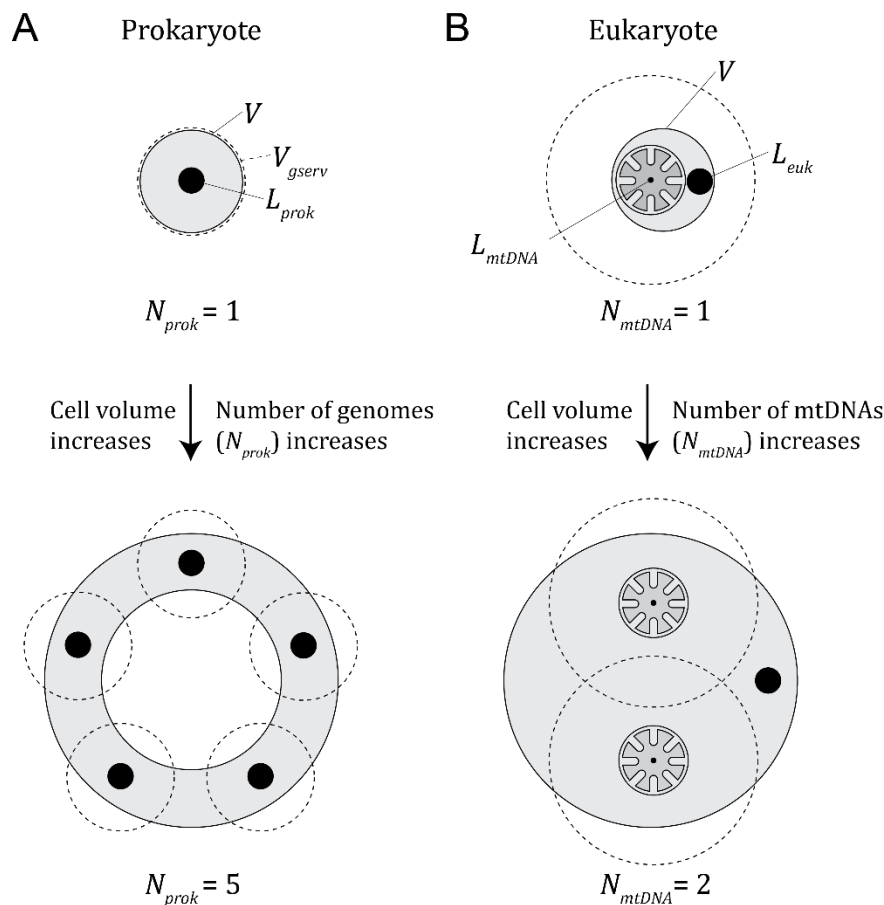 A
Prokaryote
V
V_gserv
L_prok
N_prok = 1
Cell volume
increases
Number of genomes
(N_prok) increases
N_prok = 5
B
Eukaryote
V
L_euk
L_mtDNA
N_mtDNA = 1
Cell volume
increases
Number of mtDNAs
(N_mtDNA) increases
N_mtDNA = 2